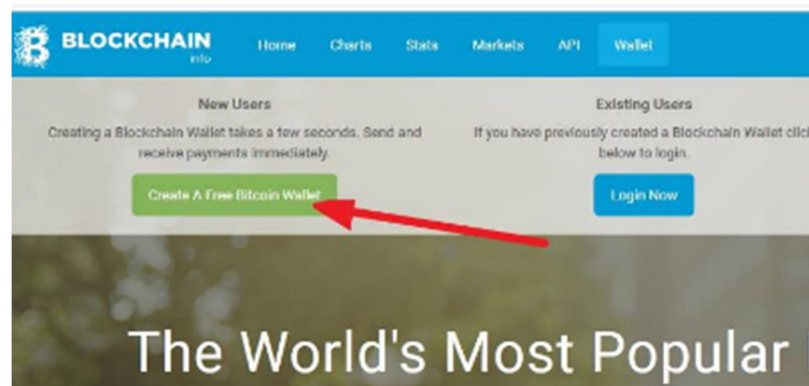 BLOCKCHAIN
info
Home Charts Stats Markets API Wallet
New Users
Creating a Blockchain Wallet takes a few seconds. Send and
receive payments immediately.
Create A Free Bitcoin Wallet
Existing Users
If you have previously created a Blockchain Wallet clic
below to login.
Login Now
The World's Most Popular